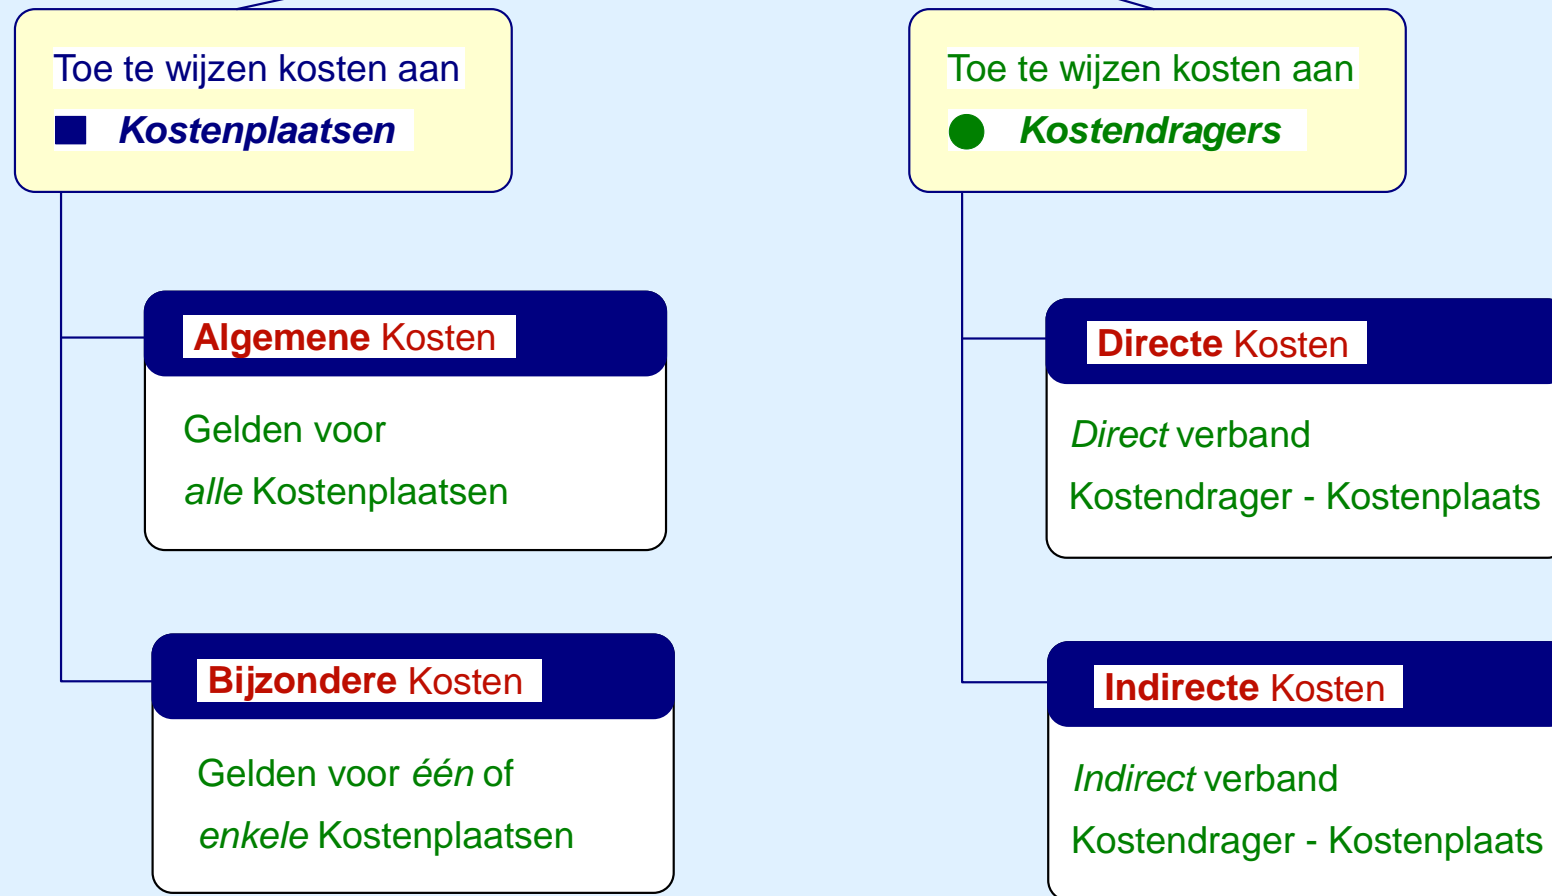 Toe te wijzen kosten aan
Kostenplaatsen
Algemene Kosten
Gelden voor
alle Kostenplaatsen
Bijzondere Kosten
Gelden voor één of
enkele Kostenplaatsen
Toe te wijzen kosten aan
Kostendragers
Directe Kosten
Direct verband
Kostendrager - Kostenplaats
Indirecte Kosten
Indirect verband
Kostendrager - Kostenplaats